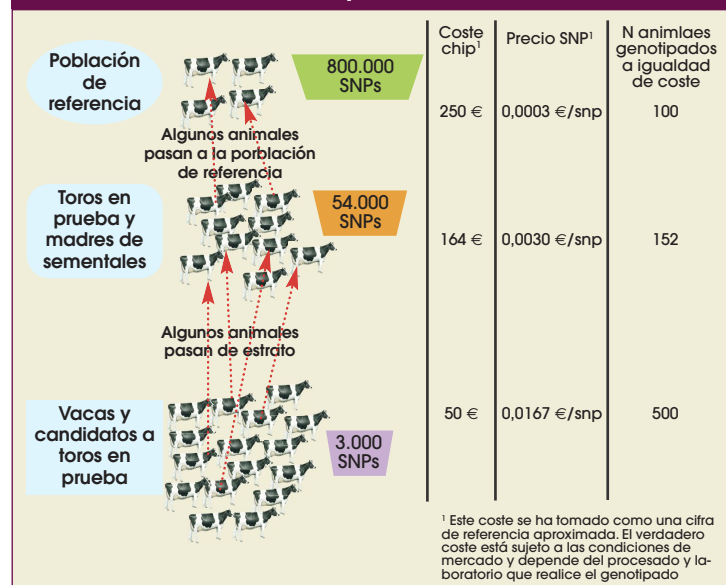 Población
de
referencia
800.000
SNPs
Coste
chip¹
Precio SNP¹
N animlaes
genotipados
a igualdad
de coste
250 €
0,0003 €/snp
100
Algunos animales
pasan a la porblación
de referencia
Toros en
prueba y
madres de
sementales
54.000
SNPs
164 €
0,0030 €/snp
152
Algunos animales
pasan de estrato
Vacas y
candidatos a
toros en
prueba
3.000
SNPs
50 €
0,0167 €/snp
500
¹ Este coste se ha tomado como una cifra
de referencia aproximada. El verdadero
coste está sujeto a las condiciones de
mercado y depende del procesado y la-
boratorio que realice el genotipado